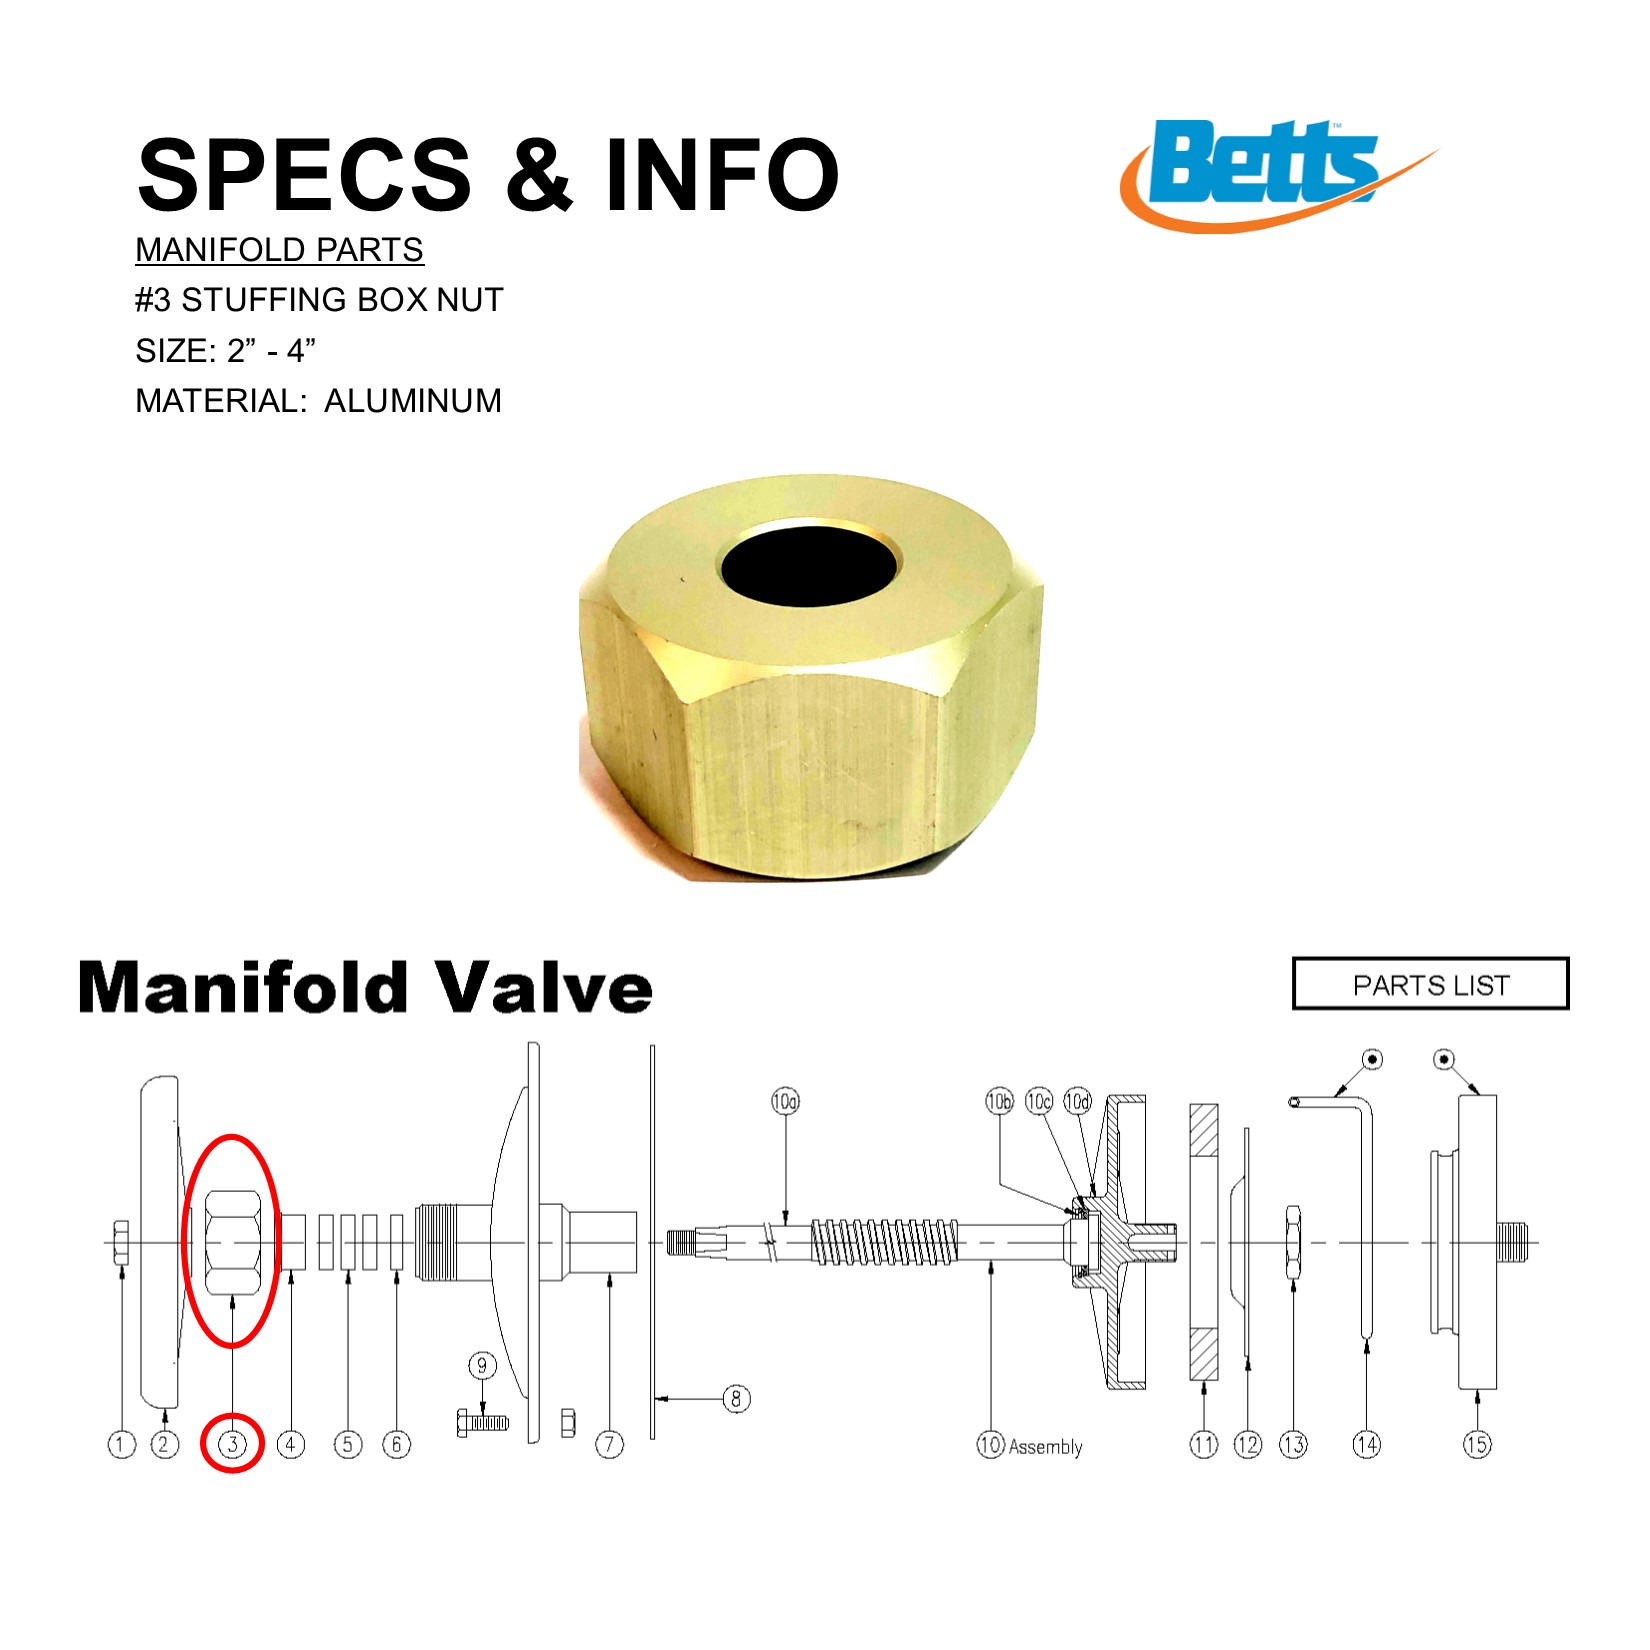 SPECS & INFO
Betts™
MANIFOLD PARTS
#3 STUFFING BOX NUT
SIZE: 2” - 4”
MATERIAL:  ALUMINUM
Manifold Valve
PARTS LIST
10a
10b
10c
10d
9
8
1
2
3
4
5
6
7
10 Assembly
11
12
13
14
15